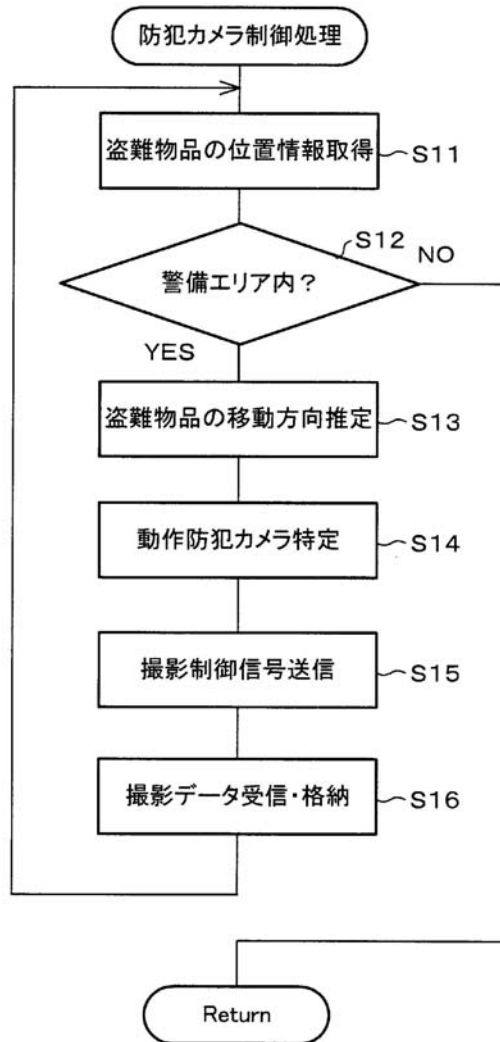 防犯カメラ制御処理
盗難物品の位置情報取得
S11
S12
警備エリア内?
NO
YES
盗難物品の移動方向推定
S13
動作防犯カメラ特定
S14
撮影制御信号送信
S15
撮影データ受信・格納
S16
Return